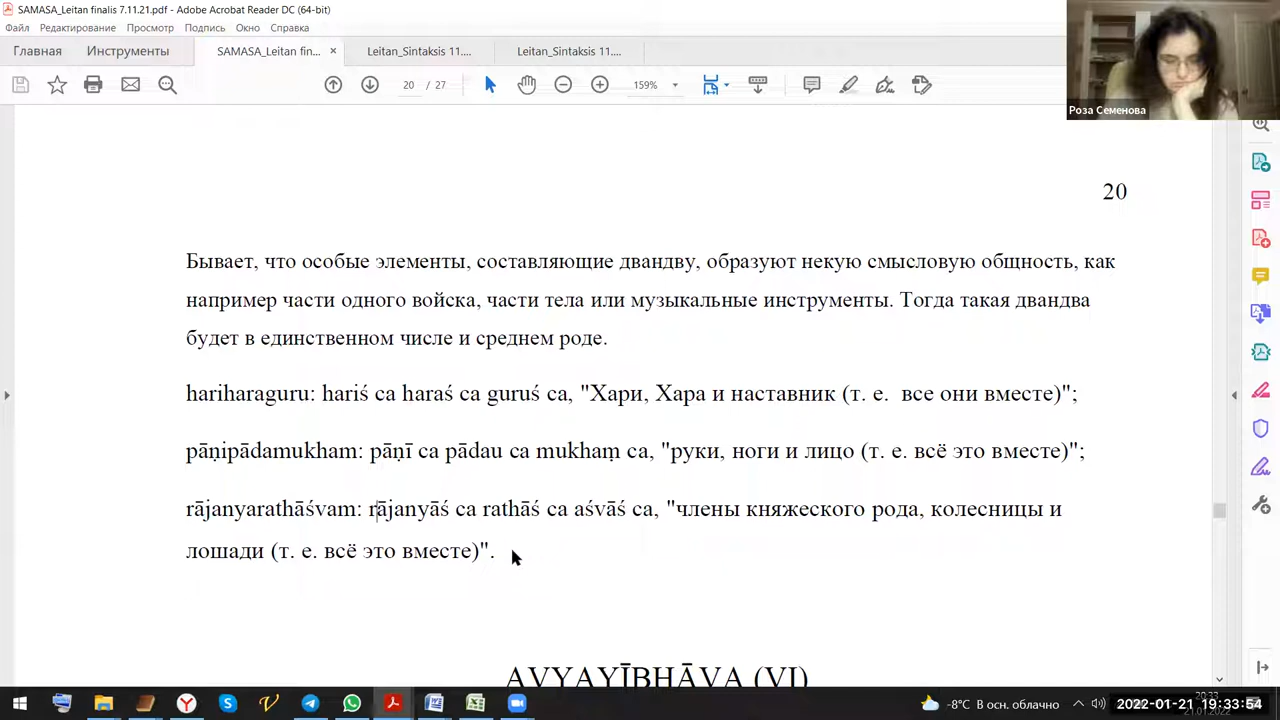 SAMASA_Leitan finalis 7.11.21.pdf - Adobe Acrobat Reader DC (64-bit)
Файл Редактирование Просмотр Подпись Окно Справка
Главная Инструменты SAMASA_Leitan fin... × Leitan_Sintaksis 11.... Leitan_Sintaksis 11....
20 / 27 159%
Роза Семенова
20
Бывает, что особые элементы, составляющие двандву, образуют некую смысловую общность, как
например части одного войска, части тела или музыкальные инструменты. Тогда такая двандва
будет в единственном числе и среднем роде.
hariharaguru: hariś ca haraś ca guruś ca, "Хари, Хара и наставник (т. е. все они вместе)";
pāṇipādamukham: pāṇī ca pādau ca mukhaṃ ca, "руки, ноги и лицо (т. е. всё это вместе)";
rājanyarathāśvam: rājanyāś ca rathāś ca aśvāś ca, "члены княжеского рода, колесницы и
лошади (т. е. всё это вместе)".
AVYAYĪBHĀVA (VI)
-8°C В осн. облачно
20:33
21.01.2022
2022-01-21 19:33:54